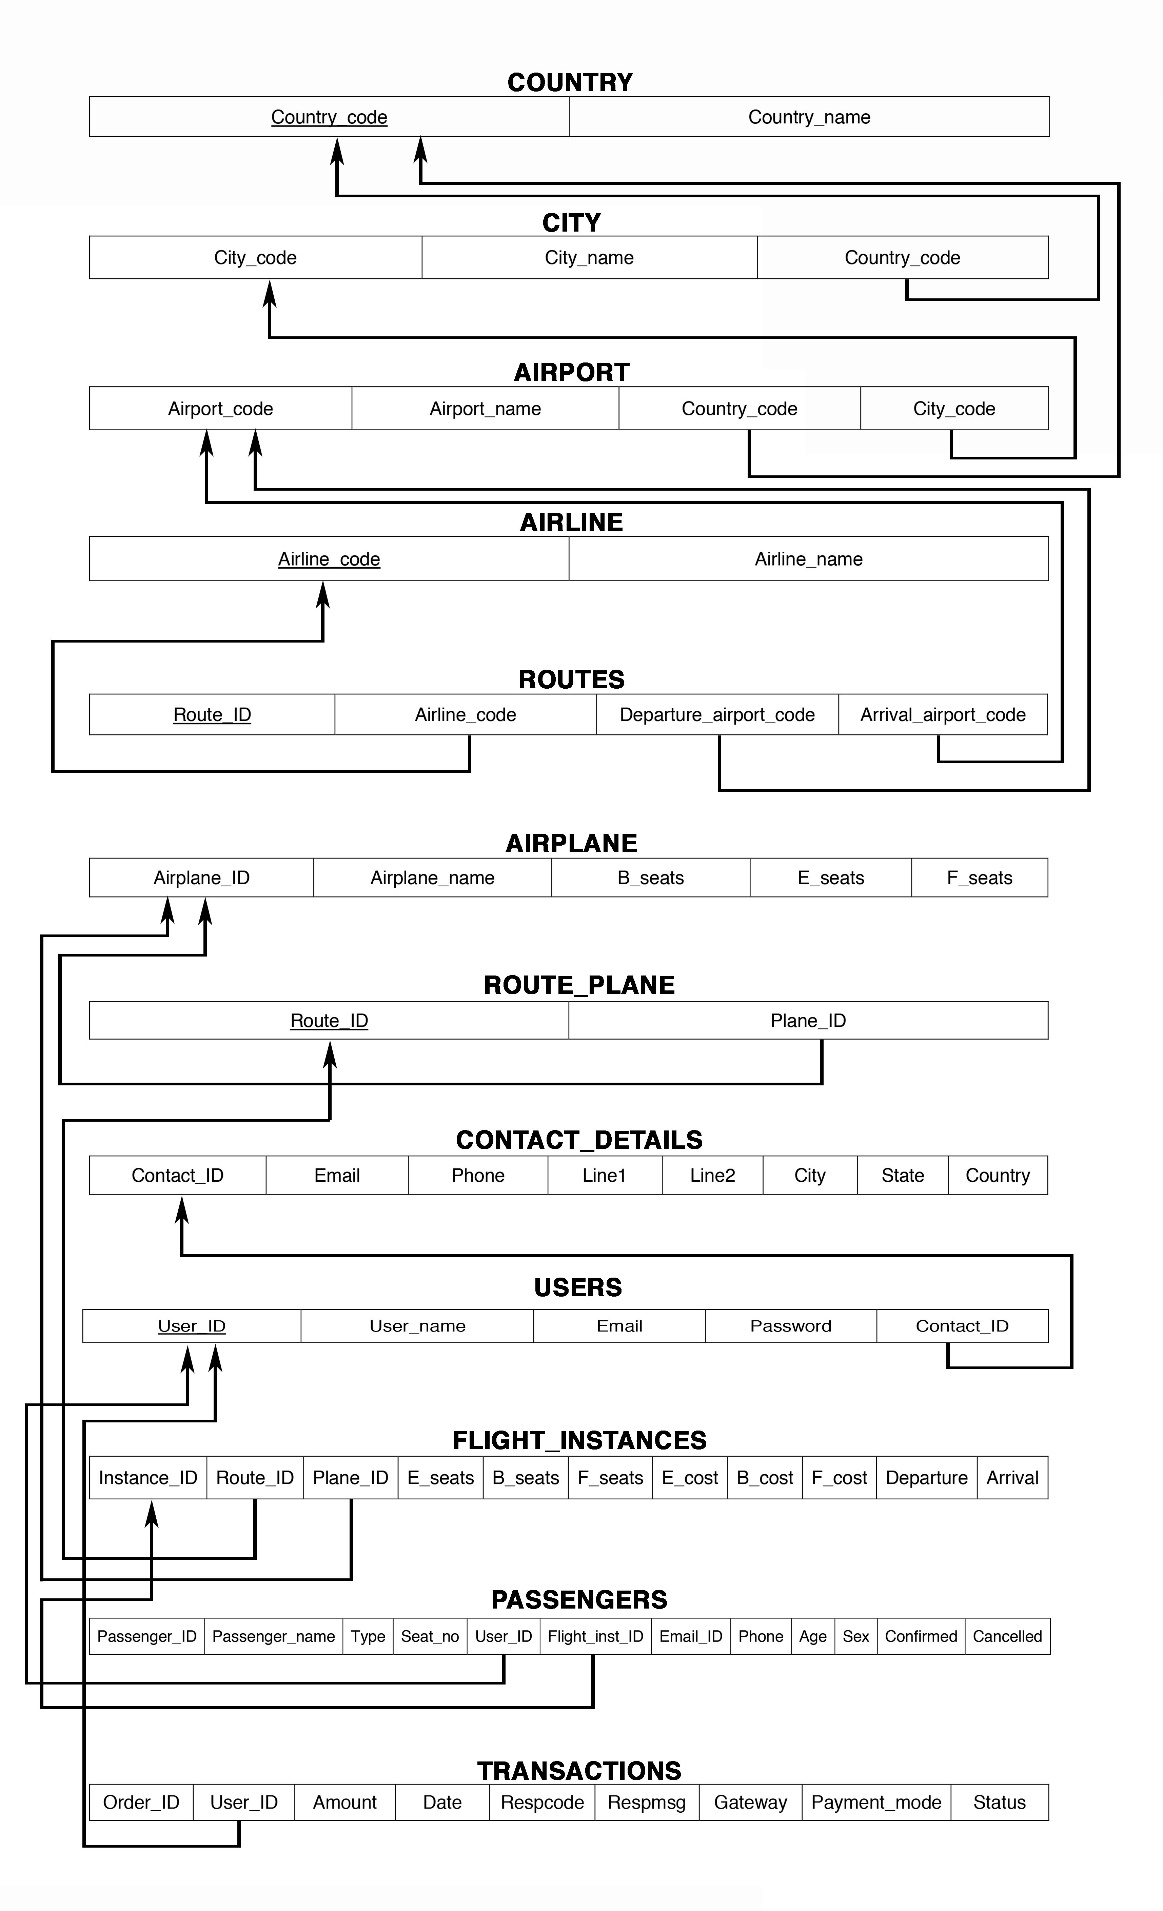 COUNTRY
Country_code Country_name
CITY
City_code City_name Country_code
AIRPORT
Airport_code Airport_name Country_code City_code
AIRLINE
Airline_code Airline_name
ROUTES
Route_ID Airline_code Departure_airport_code Arrival_airport_code
AIRPLANE
Airplane_ID Airplane_name B_seats E_seats F_seats
ROUTE_PLANE
Route_ID Plane_ID
CONTACT_DETAILS
Contact_ID Email Phone Line1 Line2 City State Country
USERS
User_ID User_name Email Password Contact_ID
FLIGHT_INSTANCES
Instance_ID Route_ID Plane_ID E_seats B_seats F_seats E_cost B_cost F_cost Departure Arrival
PASSENGERS
Passenger_ID Passenger_name Type Seat_no User_ID Flight_inst_ID Email_ID Phone Age Sex Confirmed Cancelled
TRANSACTIONS
Order_ID User_ID Amount Date Respcode Respmsg Gateway Payment_mode Status